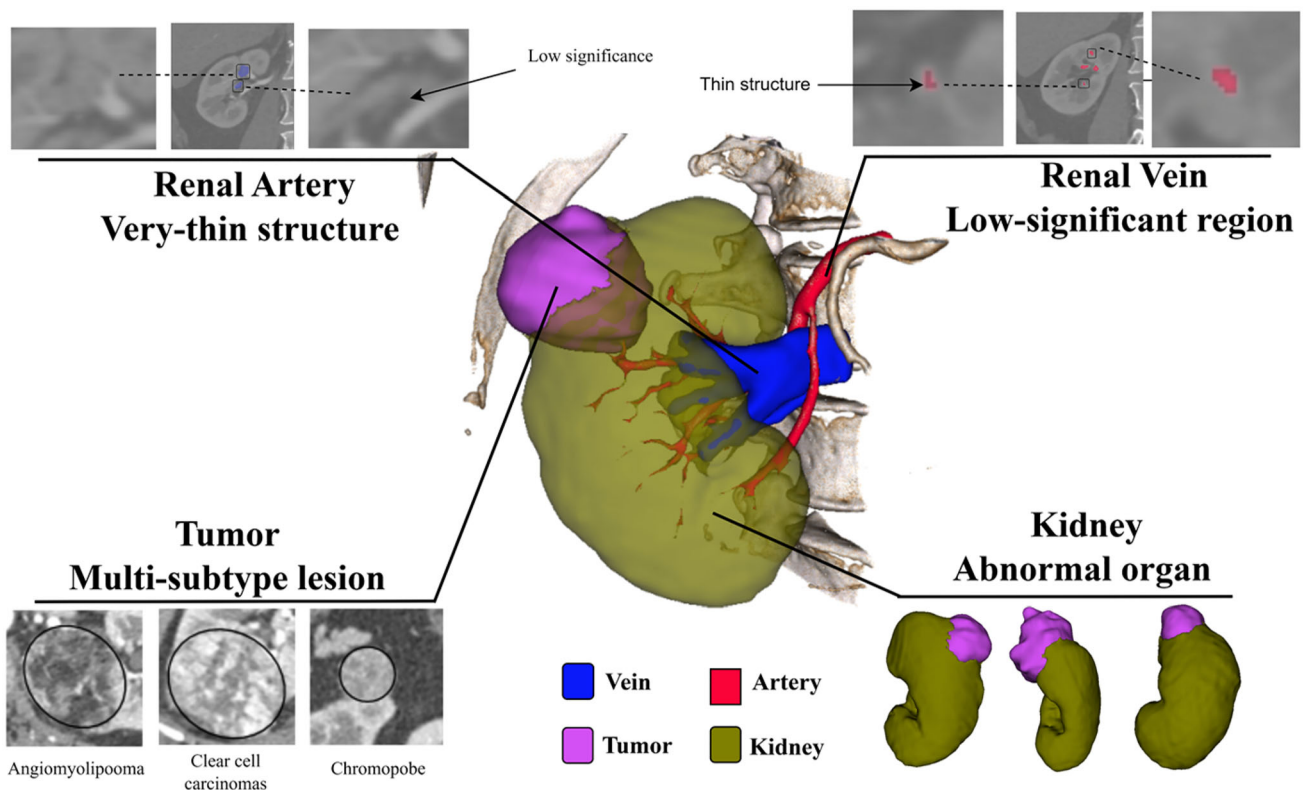 Low significance
Thin structure
Renal Artery
Very-thin structure
Renal Vein
Low-significant region
Tumor
Multi-subtype lesion
Kidney
Abnormal organ
Angiomyolipooma
Clear cell
carcinomas
Chromopobe
Vein
Artery
Tumor
Kidney